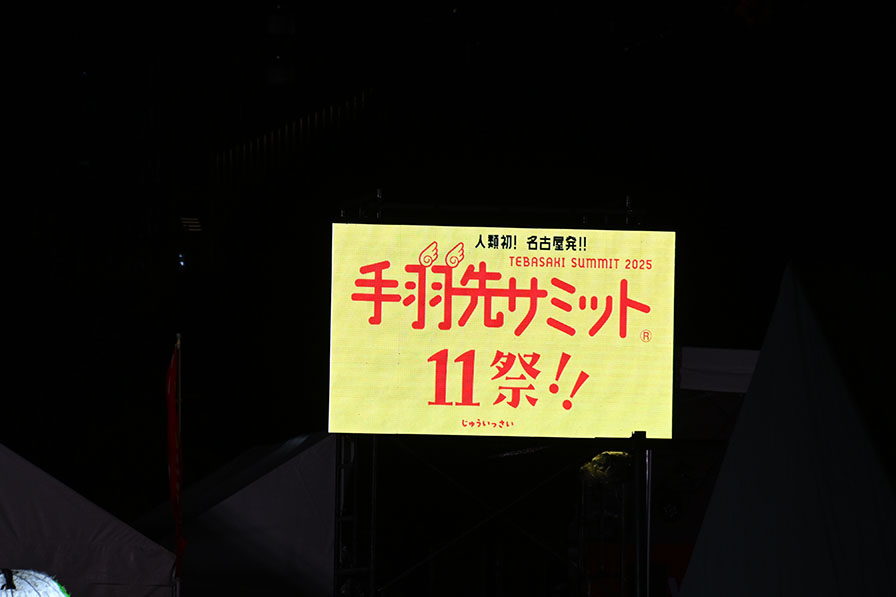 人類初! 名古屋発!!
TEBASAKI SUMMIT 2025
手羽先サミット®
11祭!!
じゅういっさい